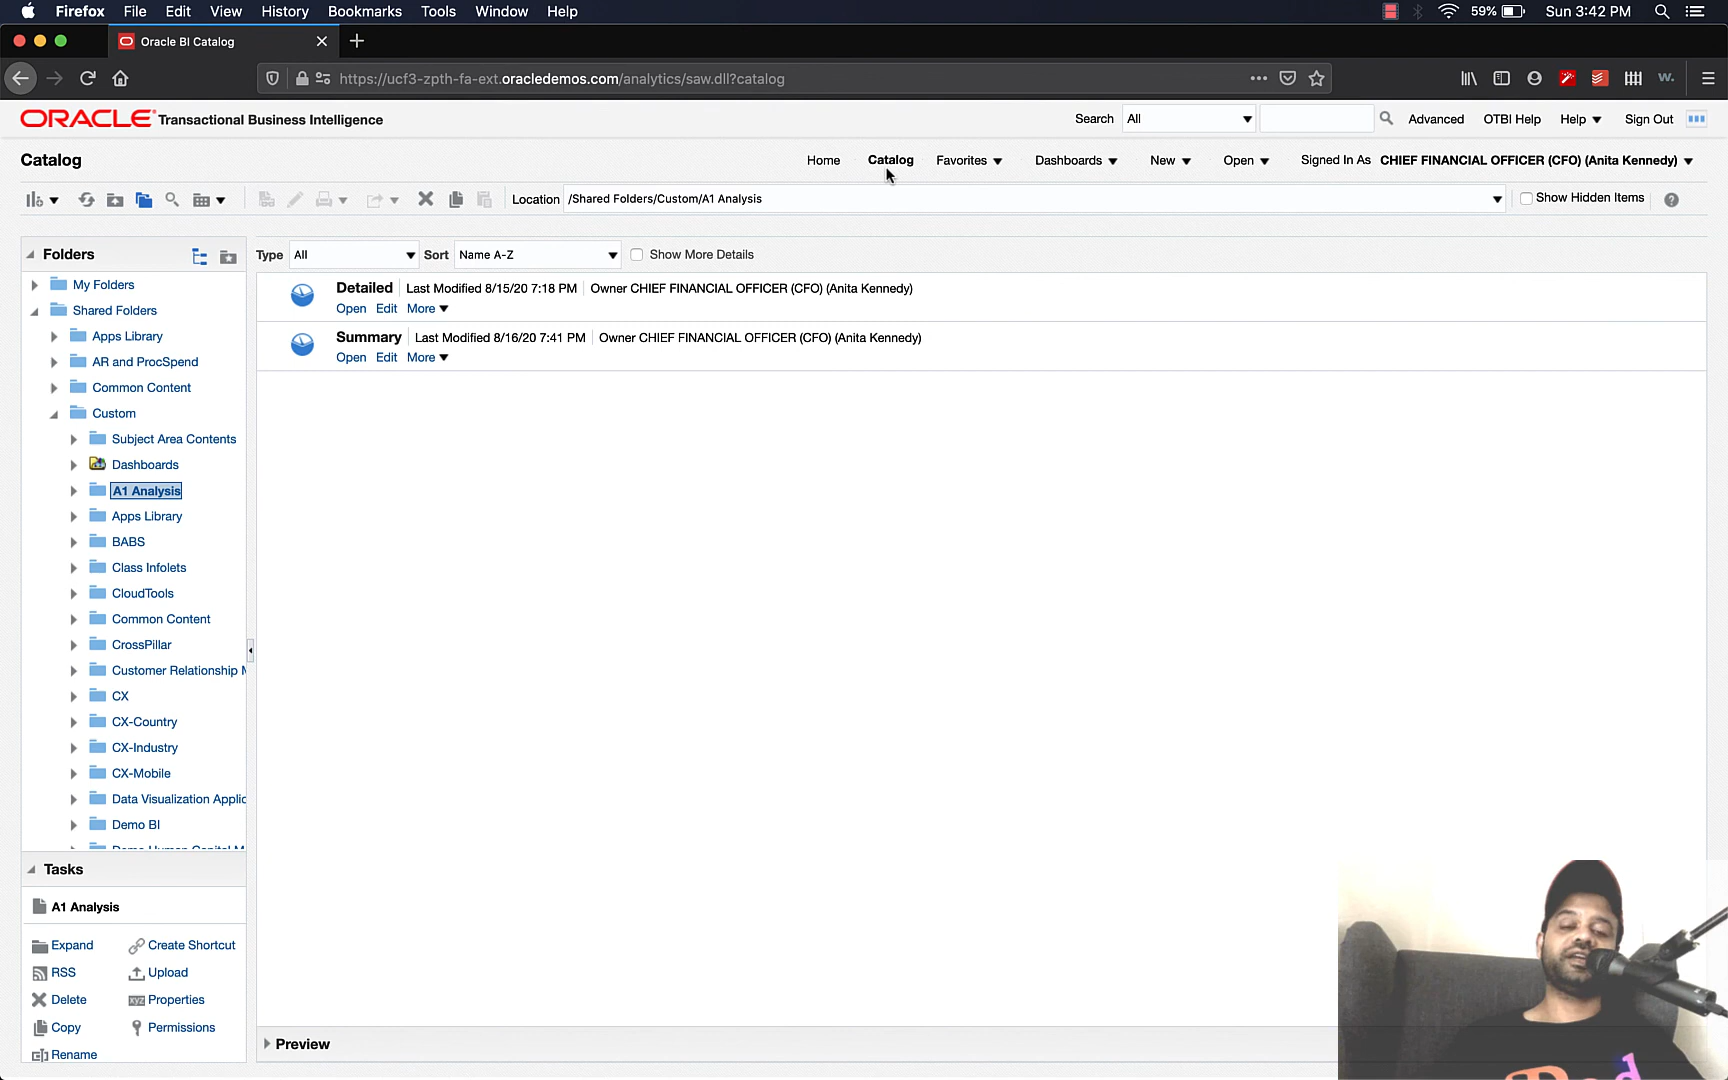 Firefox File Edit View History Bookmarks Tools Window Help 59% Sun 3:42 PM
Oracle BI Catalog
https://ucf3-zpth-fa-ext.oracledemos.com/analytics/saw.dll?catalog
ORACLE Transactional Business Intelligence Search All Advanced OTBI Help Help Sign Out
Catalog Home Catalog Favorites Dashboards New Open Signed In As CHIEF FINANCIAL OFFICER (CFO) (Anita Kennedy)
Location /Shared Folders/Custom/A1 Analysis Show Hidden Items
Folders
My Folders
Shared Folders
Apps Library
AR and ProcSpend
Common Content
Custom
Subject Area Contents
Dashboards
A1 Analysis
Apps Library
BABS
Class Infolets
CloudTools
Common Content
CrossPillar
Customer Relationship M
CX
CX-Country
CX-Industry
CX-Mobile
Data Visualization Applic
Demo BI
Demo Human Capital M
Type All Sort Name A-Z Show More Details
Detailed Last Modified 8/15/20 7:18 PM Owner CHIEF FINANCIAL OFFICER (CFO) (Anita Kennedy)
Open Edit More
Summary Last Modified 8/16/20 7:41 PM Owner CHIEF FINANCIAL OFFICER (CFO) (Anita Kennedy)
Open Edit More
Tasks
A1 Analysis
Expand Create Shortcut
RSS Upload
Delete Properties
Copy Permissions
Rename
Preview